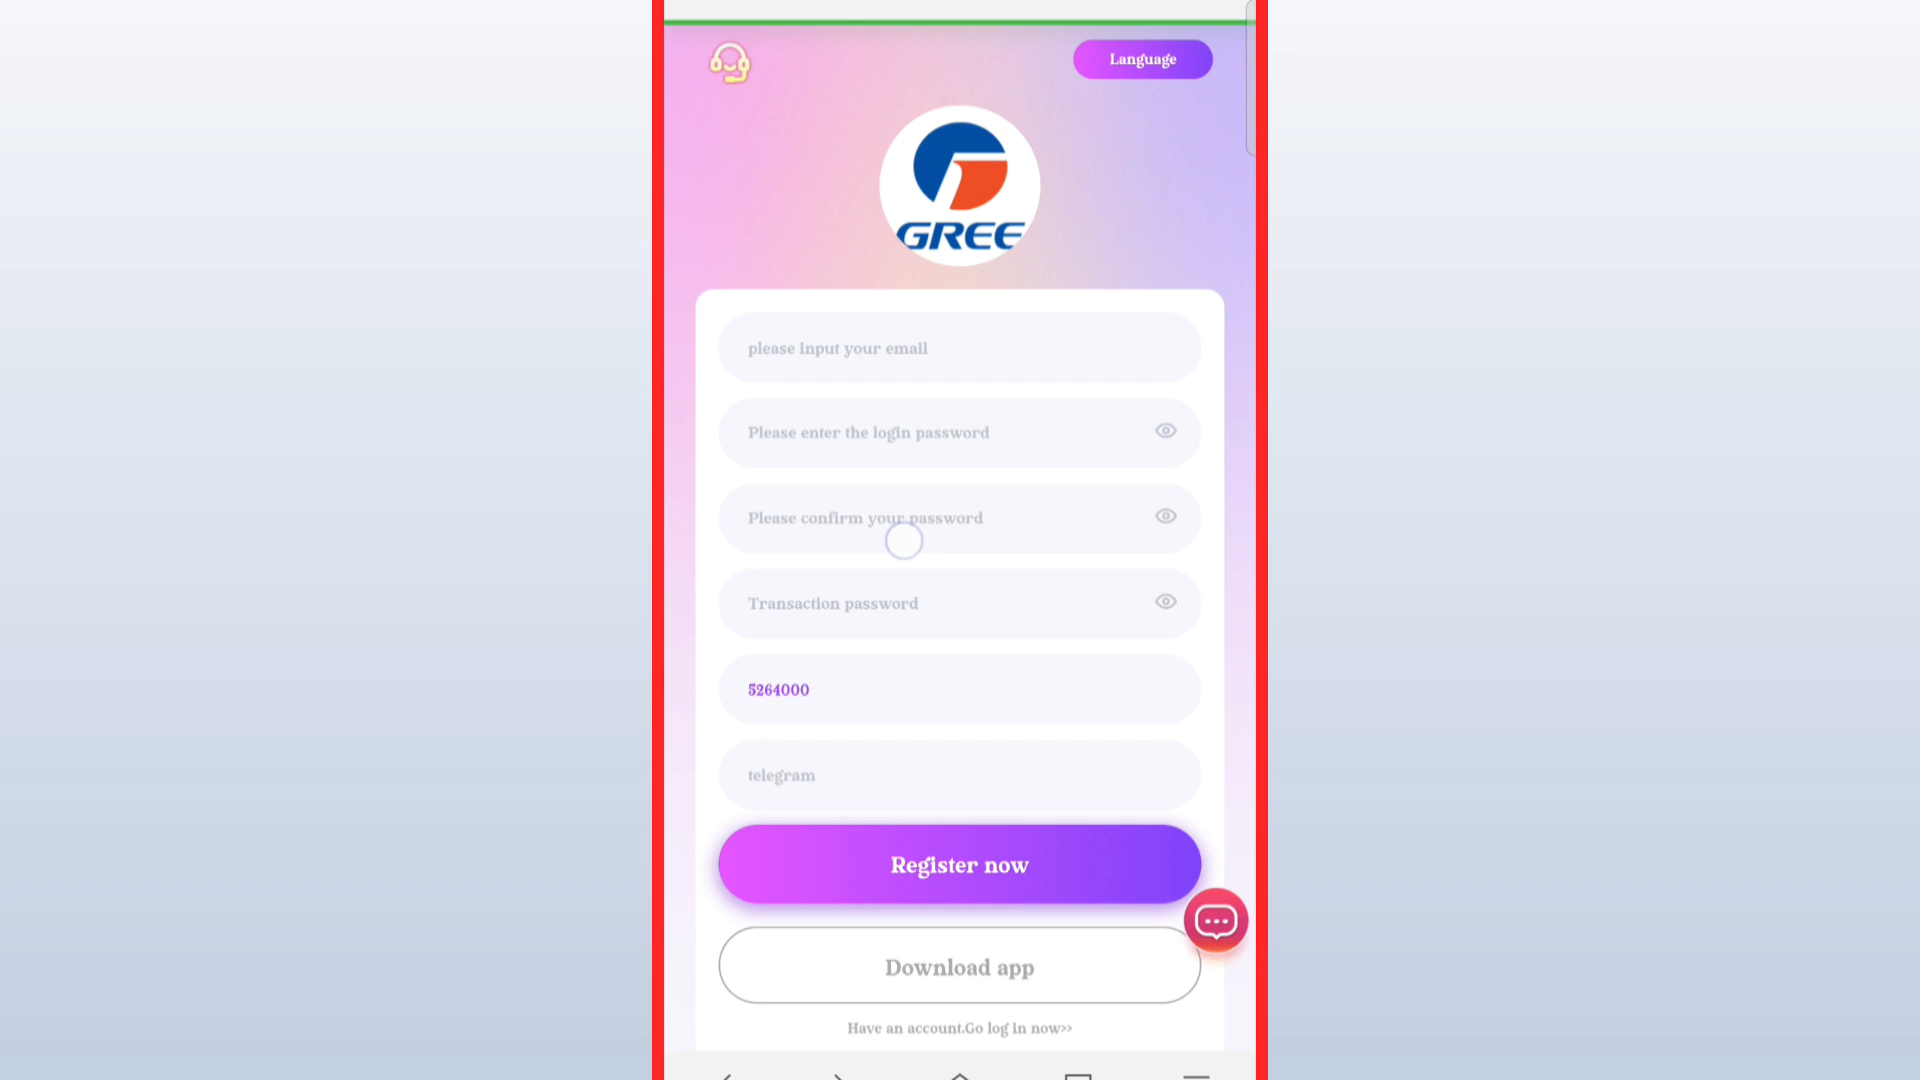 Language
GREE
please input your email
Please enter the login password
Please confirm your password
Transaction password
5264000
telegram
Register now
Download app
Have an account.Go log in now>>